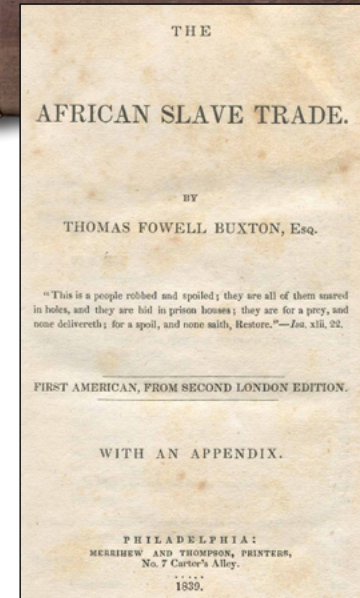 THE
AFRICAN SLAVE TRADE.
BY
THOMAS FOWELL BUXTON, Esq.
"This is a people robbed and spoiled; they are all of them snared
in holes, and they are hid in prison houses; they are for a prey, and
none delivereth; for a spoil, and none saith, Restore."—Isa. xlii, 22.
FIRST AMERICAN, FROM SECOND LONDON EDITION.
WITH AN APPENDIX.
PHILADELPHIA:
MERRIHEW AND THOMPSON, PRINTERS,
No. 7 Carter's Alley.
.....
1839.